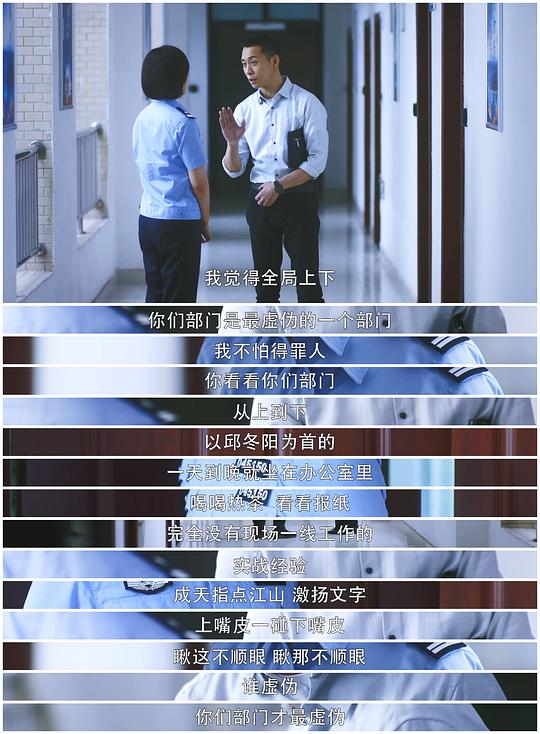 我觉得全局上下
你们部门是最虚伪的一个部门
我不怕得罪人
你看看你们部门
从上到下
以邱冬阳为首的
一天到晚就坐在办公室里
045150
喝喝热茶 看看报纸
045150
完全没有现场一线工作的
实战经验
成天指点江山 激扬文字
上嘴皮一碰下嘴皮
瞅这不顺眼 瞅那不顺眼
谁虚伪
你们部门才最虚伪